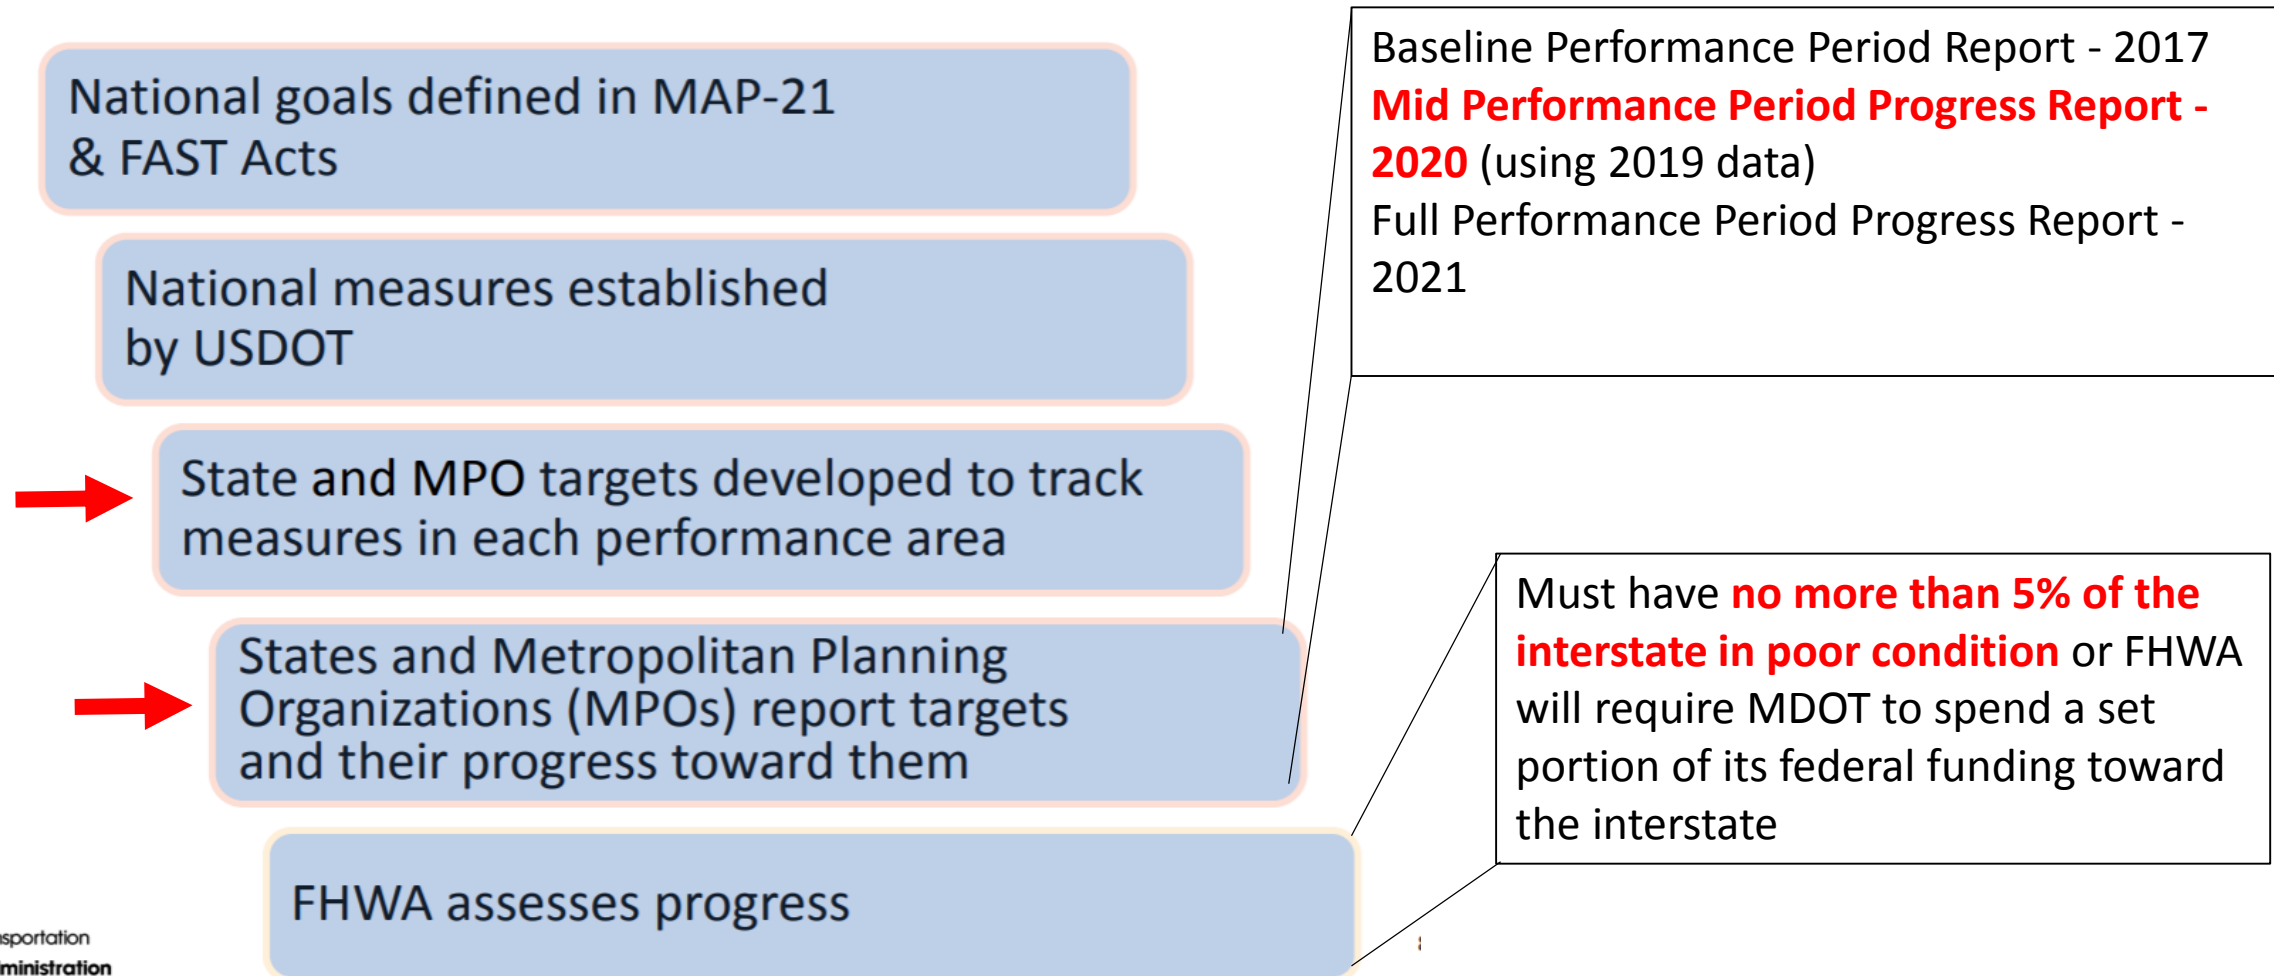 National goals defined in MAP-21
& FAST Acts
National measures established
by USDOT
State and MPO targets developed to track
measures in each performance area
States and Metropolitan Planning
Organizations (MPOs) report targets
and their progress toward them
FHWA assesses progress
Baseline Performance Period Report - 2017
Mid Performance Period Progress Report -
2020 (using 2019 data)
Full Performance Period Progress Report -
2021
Must have no more than 5% of the
interstate in poor condition or FHWA
will require MDOT to spend a set
portion of its federal funding toward
the interstate